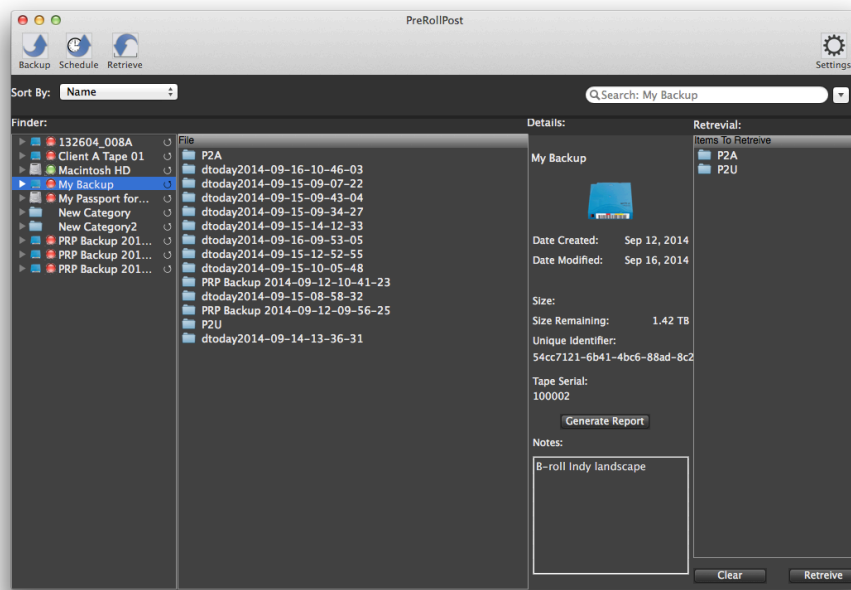 PreRollPost
Backup Schedule Retrieve Settings
Sort By: Name
Search: My Backup
Finder:
132604_008A
Client A Tape 01
Macintosh HD
My Backup
My Passport for...
New Category
New Category2
PRP Backup 201...
PRP Backup 201...
PRP Backup 201...
File
P2A
dtoday2014-09-16-10-46-03
dtoday2014-09-15-09-07-22
dtoday2014-09-15-09-43-04
dtoday2014-09-15-09-34-27
dtoday2014-09-15-14-12-33
dtoday2014-09-16-09-53-05
dtoday2014-09-15-12-52-55
dtoday2014-09-15-10-05-48
PRP Backup 2014-09-12-10-41-23
dtoday2014-09-15-08-58-32
PRP Backup 2014-09-12-09-56-25
P2U
dtoday2014-09-14-13-36-31
Details:
My Backup
Date Created: Sep 12, 2014
Date Modified: Sep 16, 2014
Size:
Size Remaining: 1.42 TB
Unique Identifier:
54cc7121-6b41-4bc6-88ad-8c2
Tape Serial:
100002
Generate Report
Notes:
B-roll Indy landscape
Retrevial:
Items To Retreive
P2A
P2U
Clear Retreive